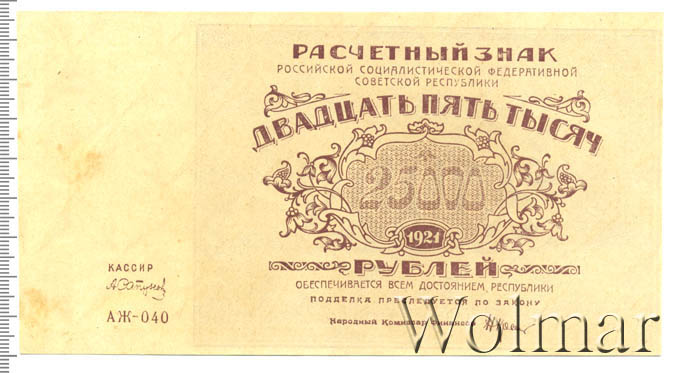 РАСЧЕТНЫЙ ЗНАК
РОССИЙСКОЙ СОЦИАЛИСТИЧЕСКОЙ ФЕДЕРАТИВНОЙ
СОВЕТСКОЙ РЕСПУБЛИКИ
ДВАДЦАТЬ ПЯТЬ ТЫСЯЧ
25000
1921
РУБЛЕЙ
ОБЕСПЕЧИВАЕТСЯ ВСЕМ ДОСТОЯНИЕМ РЕСПУБЛИКИ
ПОДДЕЛКА ПРЕСЛЕДУЕТСЯ ПО ЗАКОНУ
Народный Комиссар Финансов
КАССИР
АЖ-040
Wolmar